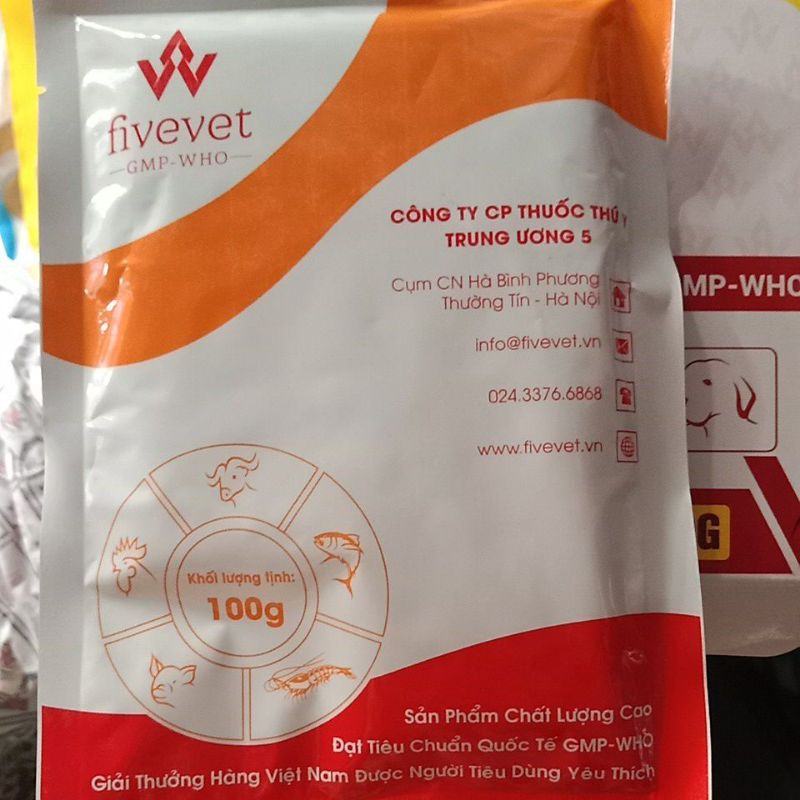 fivevet
GMP-WHO
CÔNG TY CP THUỐC THÚ Y
TRUNG ƯƠNG 5
Cụm CN Hà Bình Phương
Thường Tín - Hà Nội
info@fivevet.vn
024.3376.6868
www.fivevet.vn
Khối lượng tịnh:
100g
Sản Phẩm Chất Lượng Cao
Đạt Tiêu Chuẩn Quốc Tế GMP-WHO
Giải Thưởng Hàng Việt Nam Được Người Tiêu Dùng Yêu Thích
MP-WHO
G